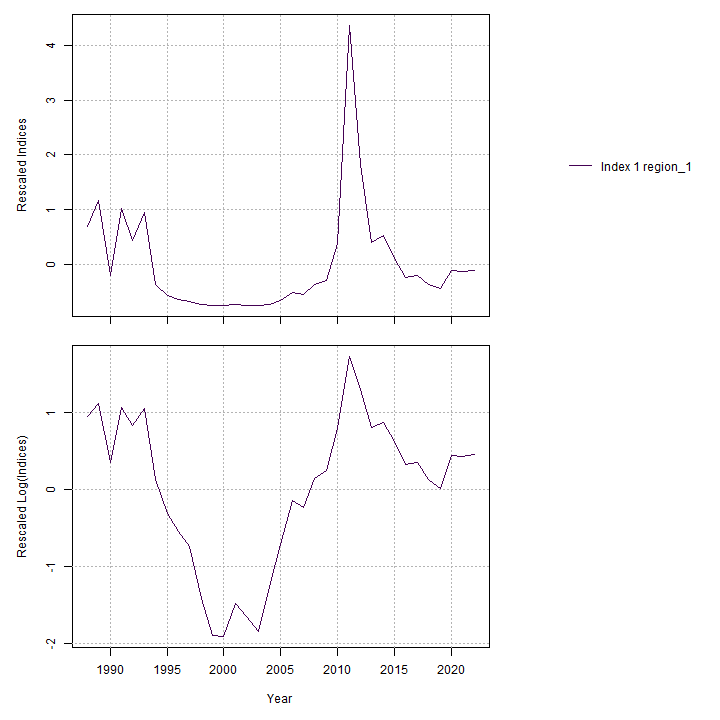 Rescaled Indices
4
3
2
1
0
Index 1 region_1
Rescaled Log(Indices)
1
0
-1
-2
1990 1995 2000 2005 2010 2015 2020
Year